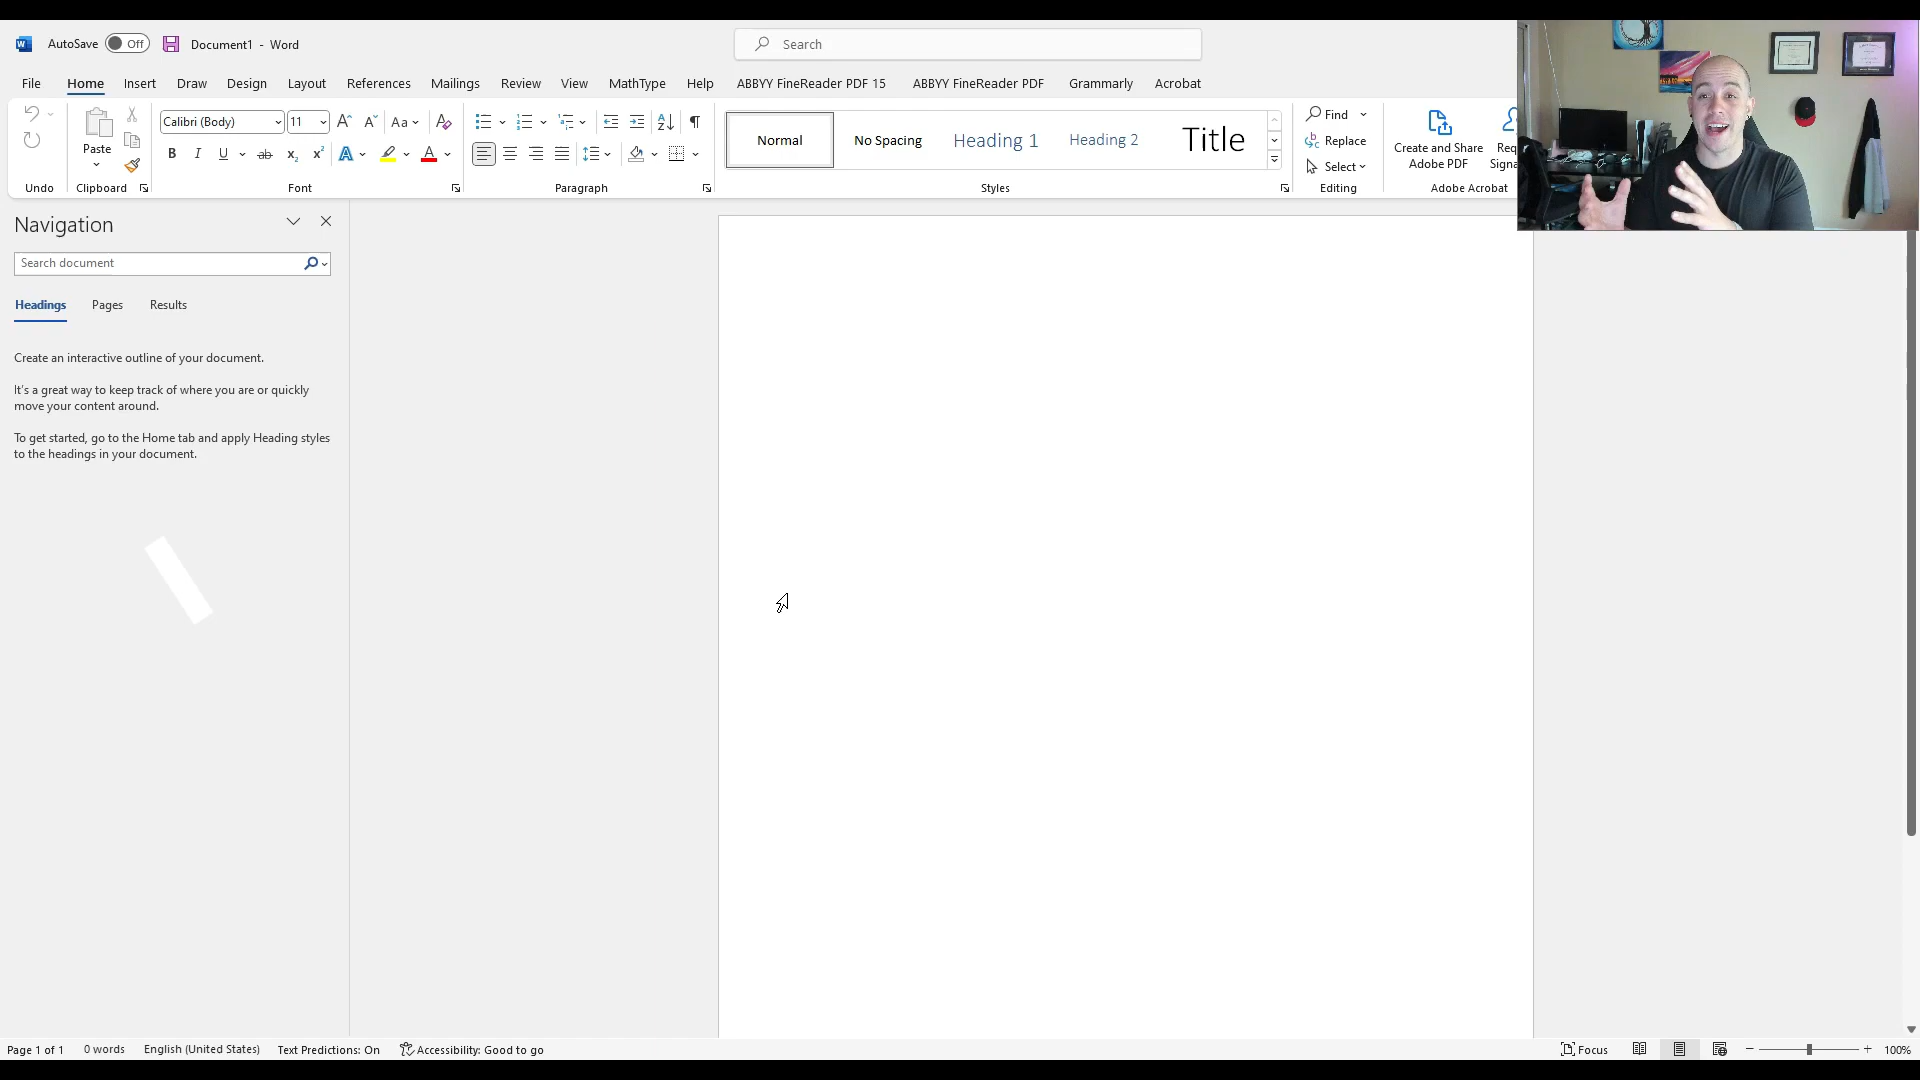 AutoSave Off Document1 - Word
Search
File Home Insert Draw Design Layout References Mailings Review View MathType Help ABBYY FineReader PDF 15 ABBYY FineReader PDF Grammarly Acrobat
Calibri (Body) 11 Aa
Paste
B I U ab x₂ x² A A
Undo Clipboard Font Paragraph
Normal No Spacing Heading 1 Heading 2 Title
Styles
Find
Replace
Select
Editing
Create and Share
Adobe PDF
Adobe Acrobat
Navigation
Search document
Headings Pages Results
Create an interactive outline of your document.
It's a great way to keep track of where you are or quickly
move your content around.
To get started, go to the Home tab and apply Heading styles
to the headings in your document.
Page 1 of 1 0 words English (United States) Text Predictions: On Accessibility: Good to go Focus 100%